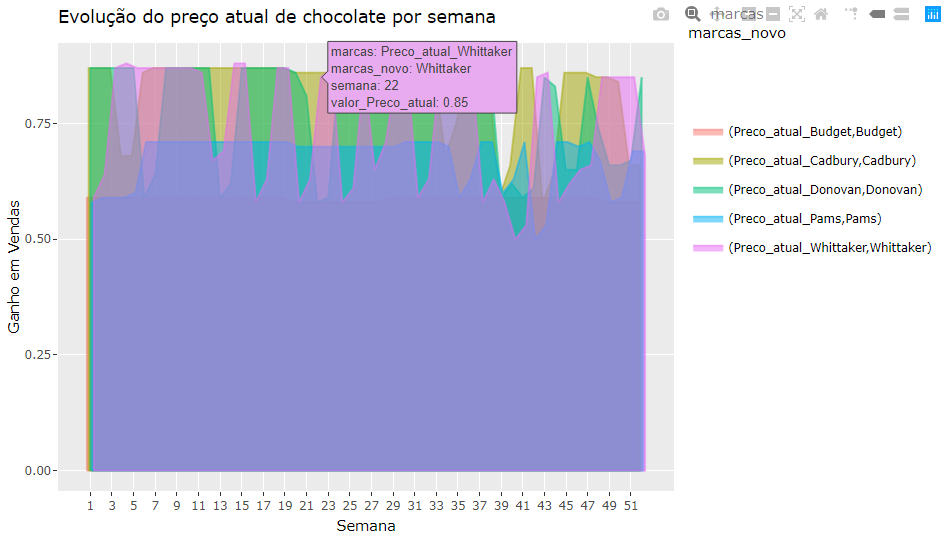 Evolução do preço atual de chocolate por semana
marcas
marcas_novo
marcas: Preco_atual_Whittaker
marcas_novo: Whittaker
semana: 22
valor_Preco_atual: 0.85
(Preco_atual_Budget,Budget)
(Preco_atual_Cadbury,Cadbury)
(Preco_atual_Donovan,Donovan)
(Preco_atual_Pams,Pams)
(Preco_atual_Whittaker,Whittaker)
Ganho em Vendas
0.75
0.50
0.25
0.00
1 3 5 7 9 11 13 15 17 19 21 23 25 27 29 31 33 35 37 39 41 43 45 47 49 51
Semana